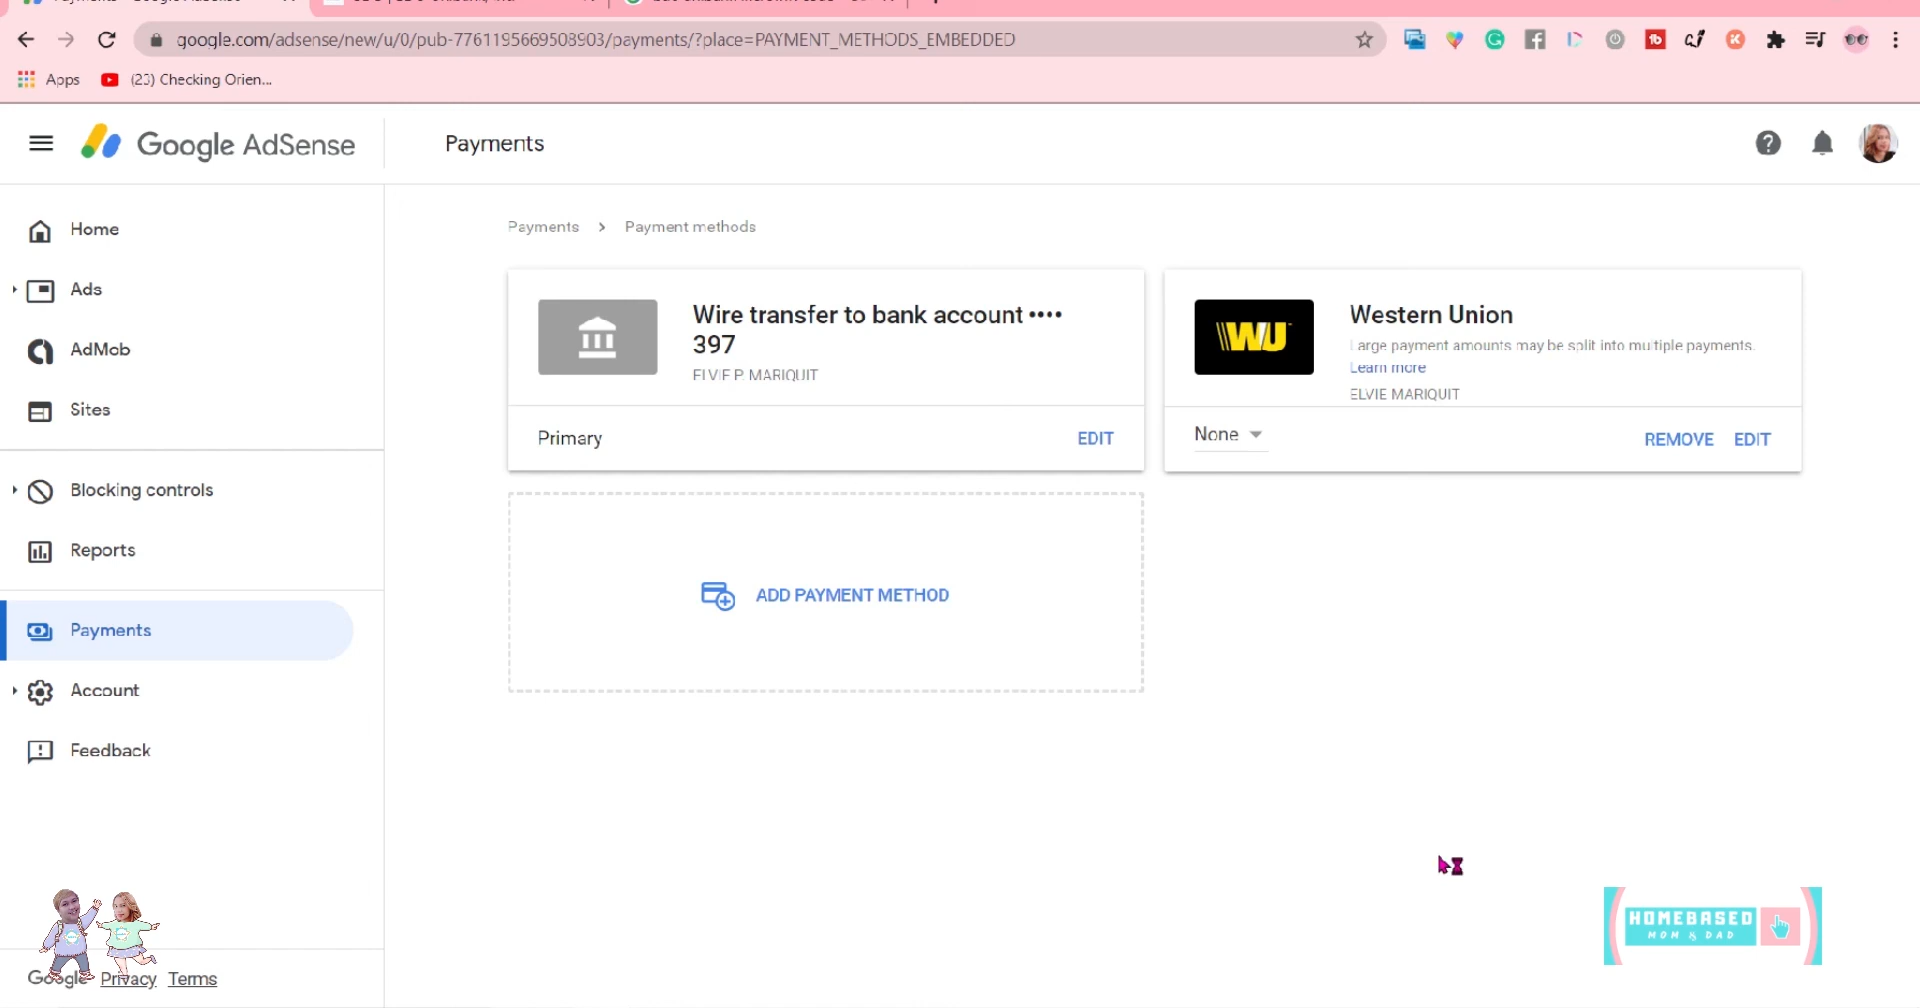 google.com/adsense/new/u/0/pub-7761195669508903/payments/?place=PAYMENT_METHODS_EMBEDDED
Apps
(23) Checking Orien...
Google AdSense
Payments
Home
Ads
AdMob
Sites
Blocking controls
Reports
Payments
Account
Feedback
Google
Privacy
Terms
Payments > Payment methods
Wire transfer to bank account ••••
397
ELVIE P. MARIQUIT
Primary
EDIT
WU
Western Union
Large payment amounts may be split into multiple payments.
Learn more
ELVIE MARIQUIT
None
REMOVE
EDIT
ADD PAYMENT METHOD
HOMEBASED
MOM & DAD